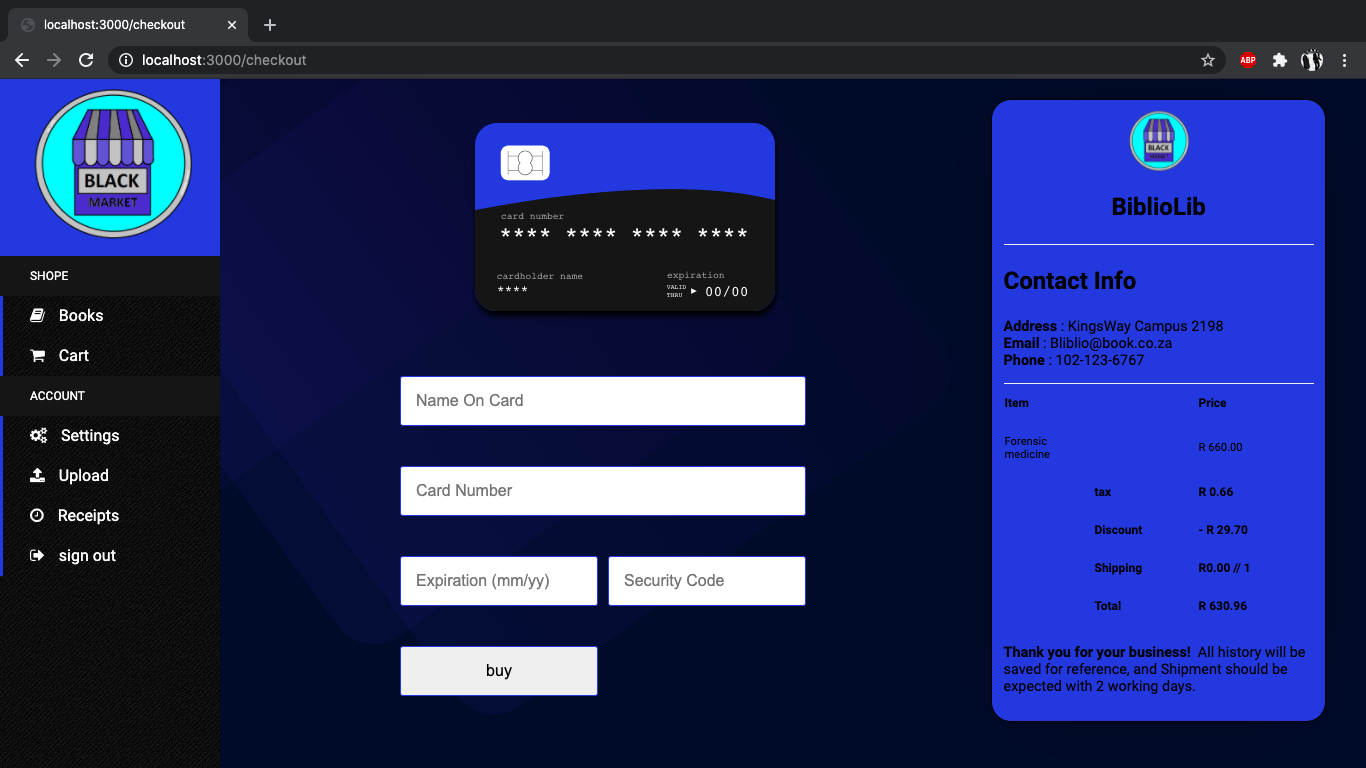 localhost:3000/checkout
localhost:3000/checkout
ABP
BLACK
MARKET
SHOPE
Books
Cart
ACCOUNT
Settings
Upload
Receipts
sign out
card number
**** **** **** ****
cardholder name
****
expiration
VALID
THRU
00/00
Name On Card
Card Number
Expiration (mm/yy) Security Code
buy
BLACK
MARKET
BiblioLib
Contact Info
Address : KingsWay Campus 2198
Email : Bliblio@book.co.za
Phone : 102-123-6767
Item Price
Forensic
medicine R 660.00
tax R 0.66
Discount - R 29.70
Shipping R0.00 // 1
Total R 630.96
Thank you for your business! All history will be
saved for reference, and Shipment should be
expected with 2 working days.